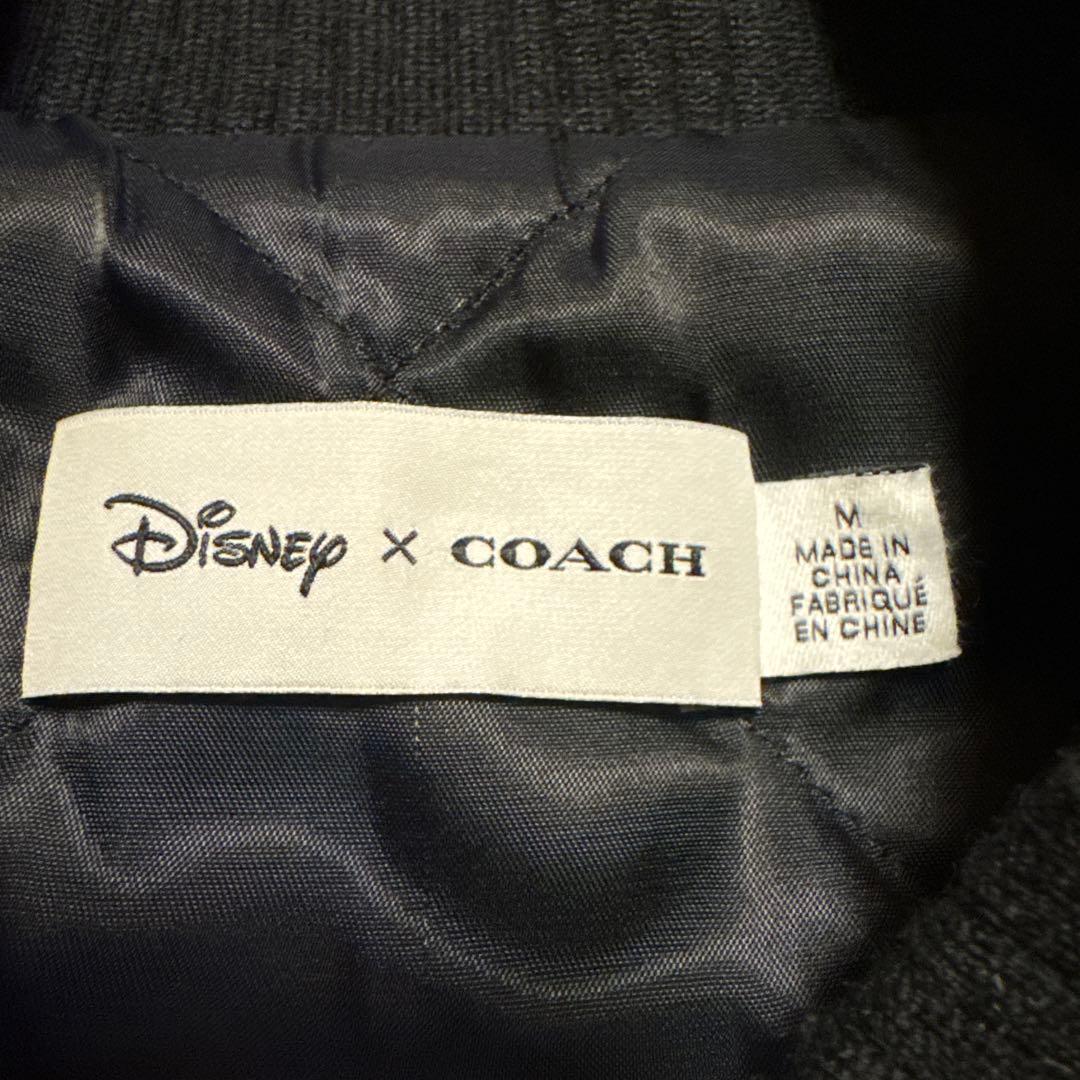 Disney × COACH
M
MADE IN
CHINA
FABRIQUÉ
EN CHINE